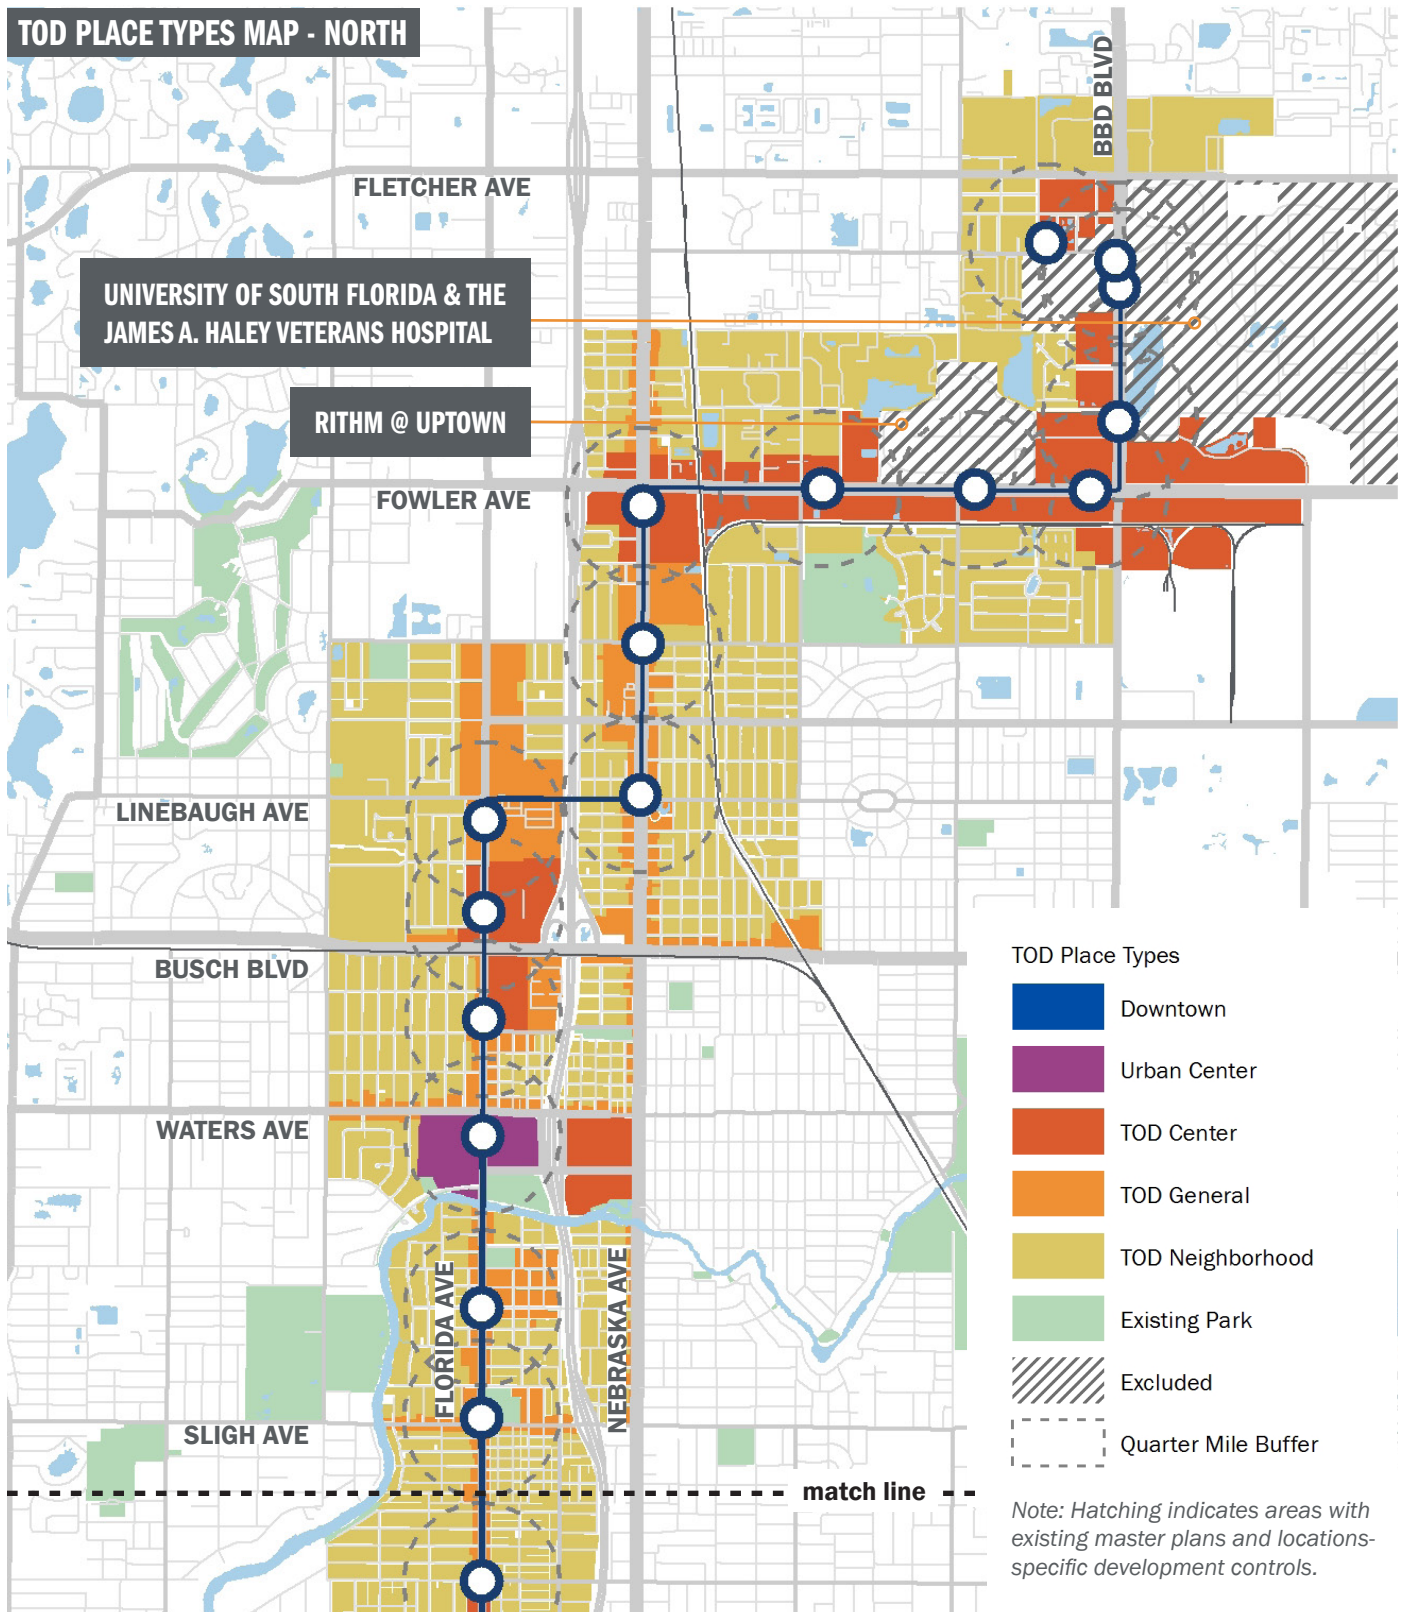 TOD PLACE TYPES MAP - NORTH
BBD BLVD
FLETCHER AVE
UNIVERSITY OF SOUTH FLORIDA & THE
JAMES A. HALEY VETERANS HOSPITAL
RITHM @ UPTOWN
FOWLER AVE
LINEBAUGH AVE
BUSCH BLVD
WATERS AVE
FLORIDA AVE
NEBRASKA AVE
SLIGH AVE
match line
TOD Place Types
Downtown
Urban Center
TOD Center
TOD General
TOD Neighborhood
Existing Park
Excluded
Quarter Mile Buffer
Note: Hatching indicates areas with
existing master plans and locations-
specific development controls.